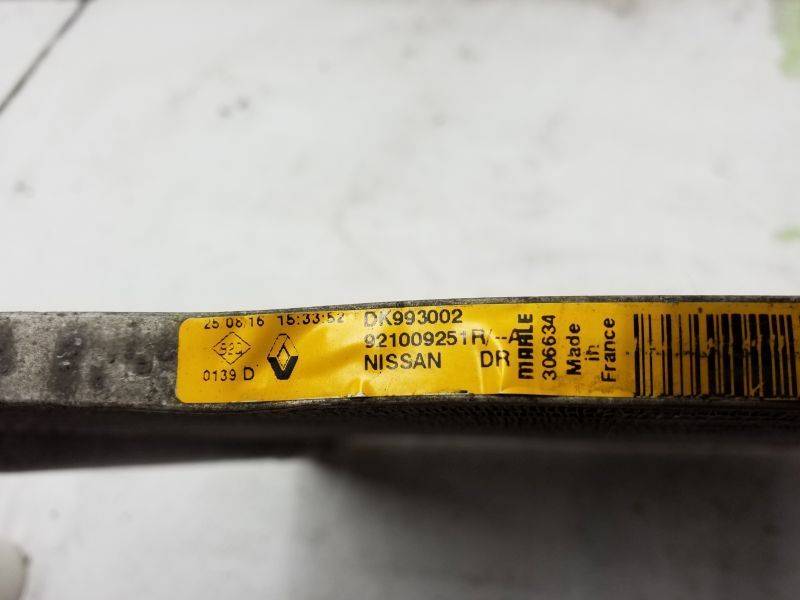 25.08.16 15:33:52
0139 D
DK993002
921009251R/--A
NISSAN DR
MAHLE
306634
Made
in
France